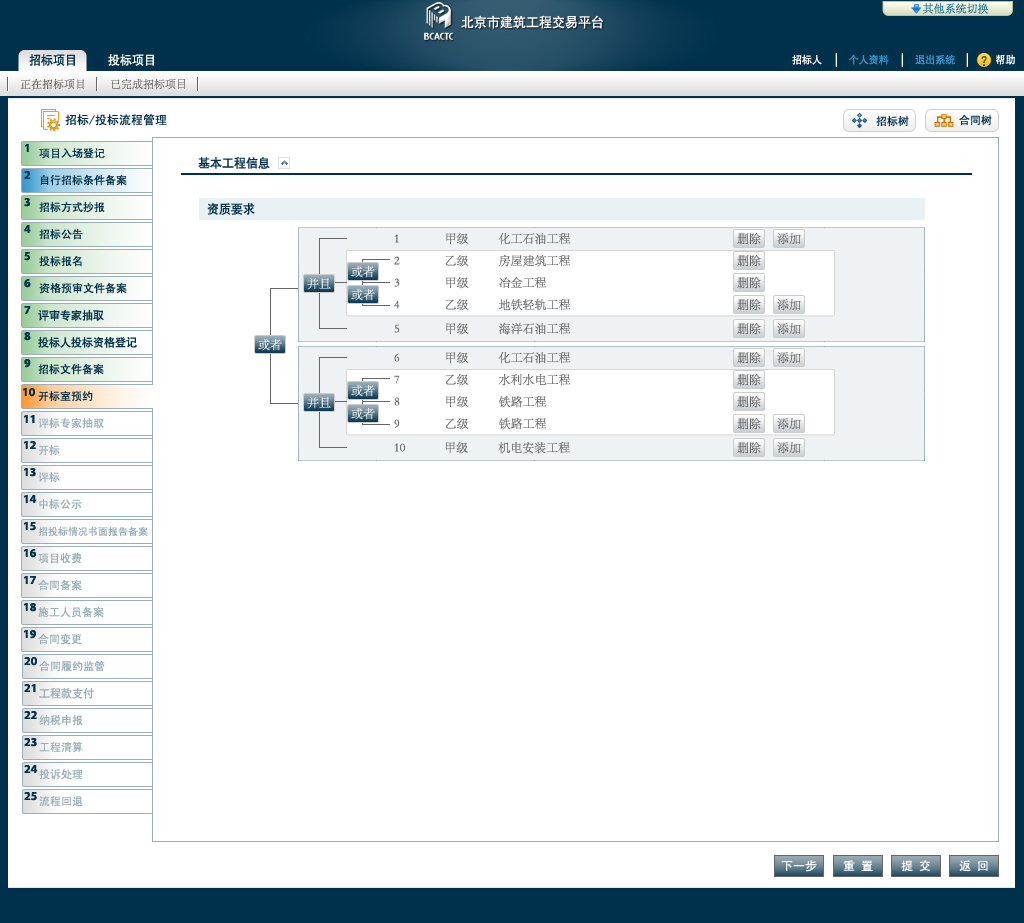 其他系统切换
BCACTC 北京市建筑工程交易平台
招标项目 投标项目 招标人 个人资料 退出系统 ? 帮助
正在招标项目 已完成招标项目
招标/投标流程管理 招标树 合同树
1 项目入场登记
2 自行招标条件备案
3 招标方式抄报
4 招标公告
5 投标报名
6 资格预审文件备案
7 评审专家抽取
8 投标人投标资格登记
9 招标文件备案
10 开标室预约
11 评标专家抽取
12 开标
13 评标
14 中标公示
15 招投标情况书面报告备案
16 项目收费
17 合同备案
18 施工人员备案
19 合同变更
20 合同履约监管
21 工程款支付
22 纳税申报
23 工程清算
24 投诉处理
25 流程回退
基本工程信息
资质要求
1 甲级 化工石油工程 删除 添加
2 乙级 房屋建筑工程 删除
或者
并且 3 甲级 冶金工程 删除
或者
4 乙级 地铁轻轨工程 删除 添加
5 甲级 海洋石油工程 删除 添加
或者
6 甲级 化工石油工程 删除 添加
7 乙级 水利水电工程 删除
或者
并且 8 甲级 铁路工程 删除
或者
9 乙级 铁路工程 删除 添加
10 甲级 机电安装工程 删除 添加
下一步 重 置 提 交 返 回